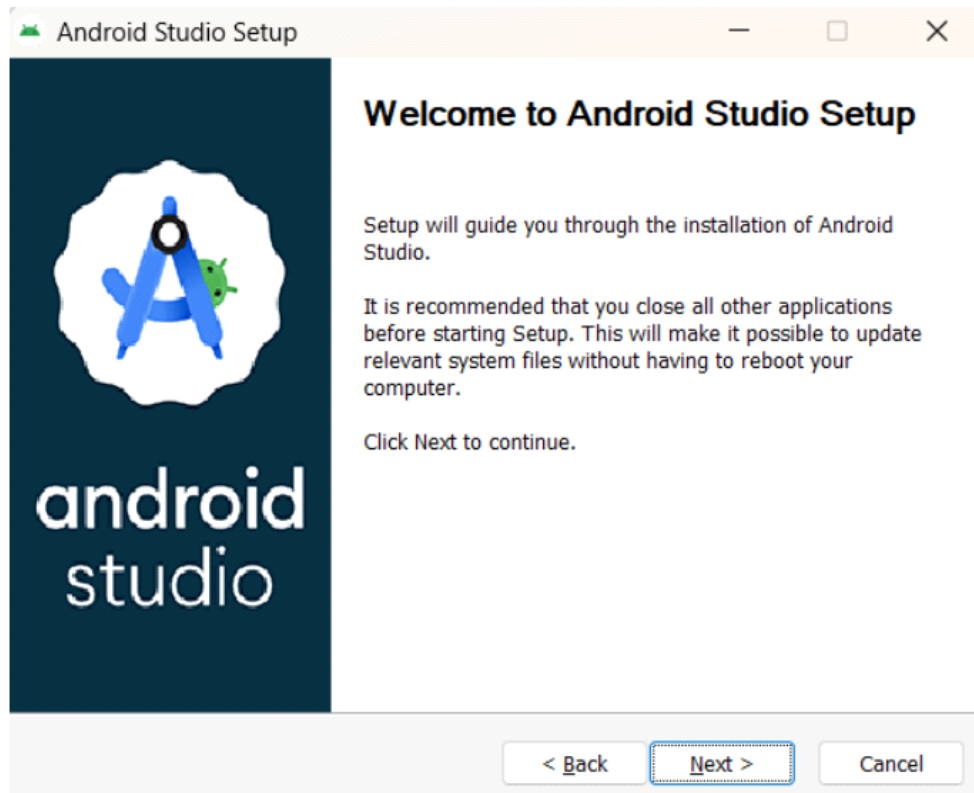 Android Studio Setup
Welcome to Android Studio Setup
Setup will guide you through the installation of Android
Studio.
It is recommended that you close all other applications
before starting Setup. This will make it possible to update
relevant system files without having to reboot your
computer.
Click Next to continue.
android
studio
< Back
Next >
Cancel